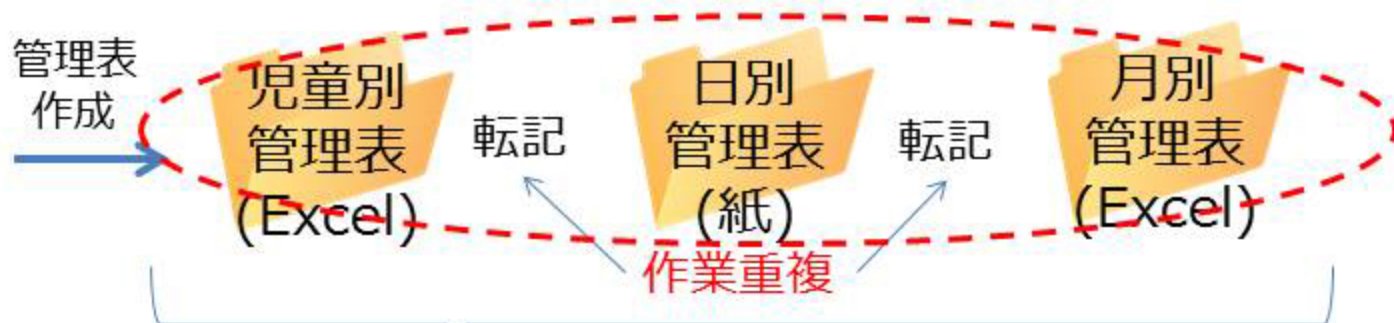 管理表
作成
児童別
管理表
(Excel)
転記
日別
管理表
(紙)
転記
月別
管理表
(Excel)
作業重複